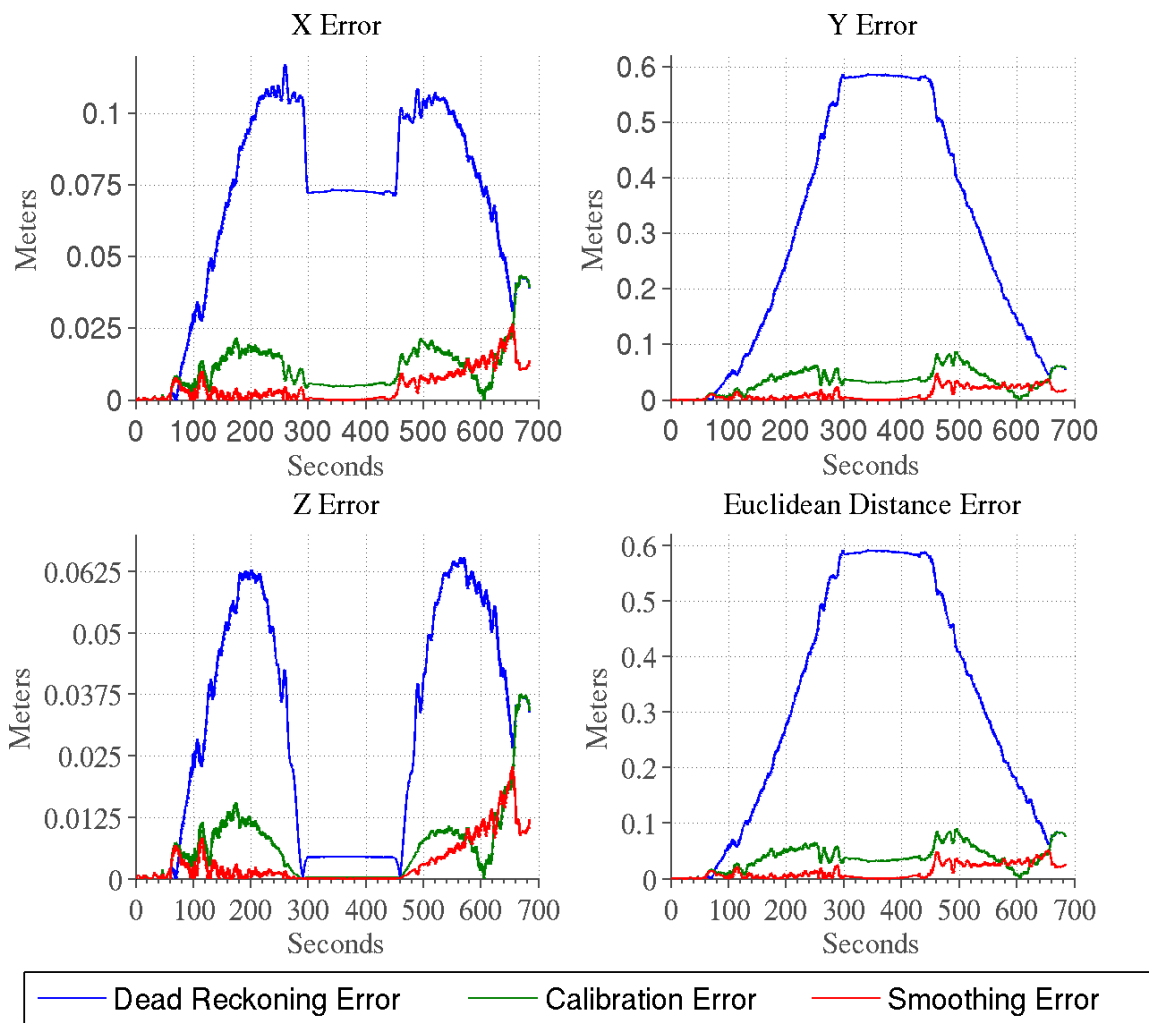 X Error
Meters
0.1
0.075
0.05
0.025
0
0 100 200 300 400 500 600 700
Seconds
Y Error
Meters
0.6
0.5
0.4
0.3
0.2
0.1
0
0 100 200 300 400 500 600 700
Seconds
Z Error
Meters
0.0625
0.05
0.0375
0.025
0.0125
0
0 100 200 300 400 500 600 700
Seconds
Euclidean Distance Error
Meters
0.6
0.5
0.4
0.3
0.2
0.1
0
0 100 200 300 400 500 600 700
Seconds
Dead Reckoning Error Calibration Error Smoothing Error